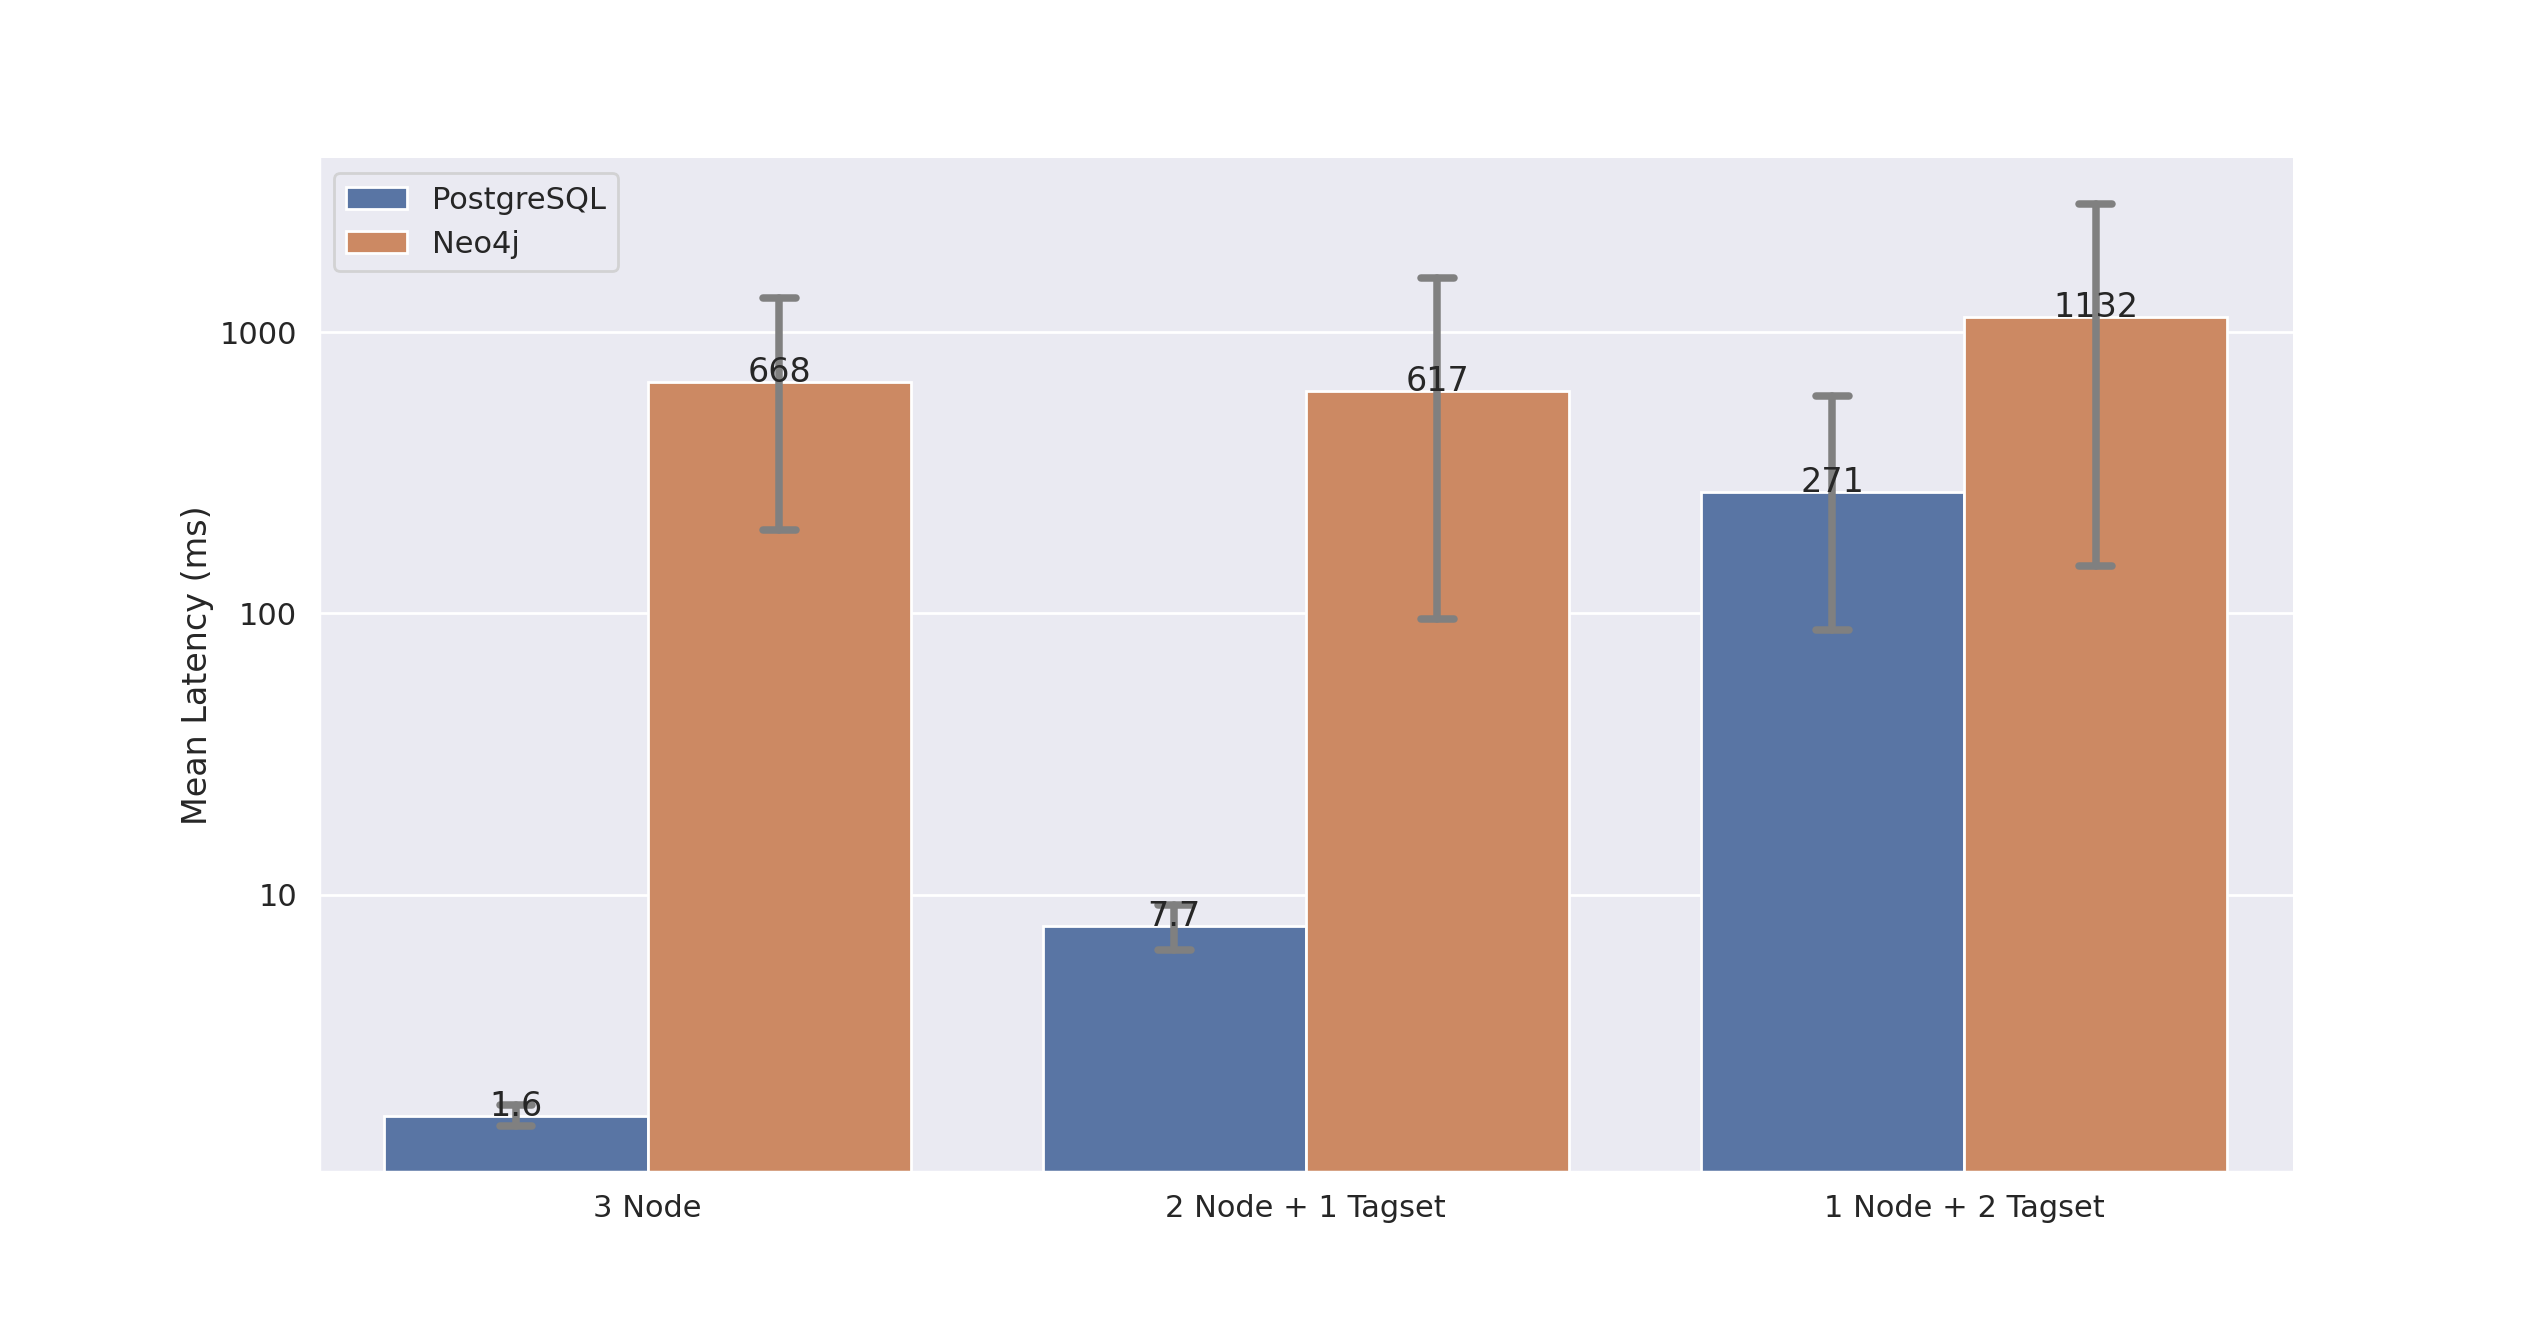 PostgreSQL
Neo4j
1000
100
10
Mean Latency (ms)
1.6
668
7.7
617
271
1132
3 Node
2 Node + 1 Tagset
1 Node + 2 Tagset